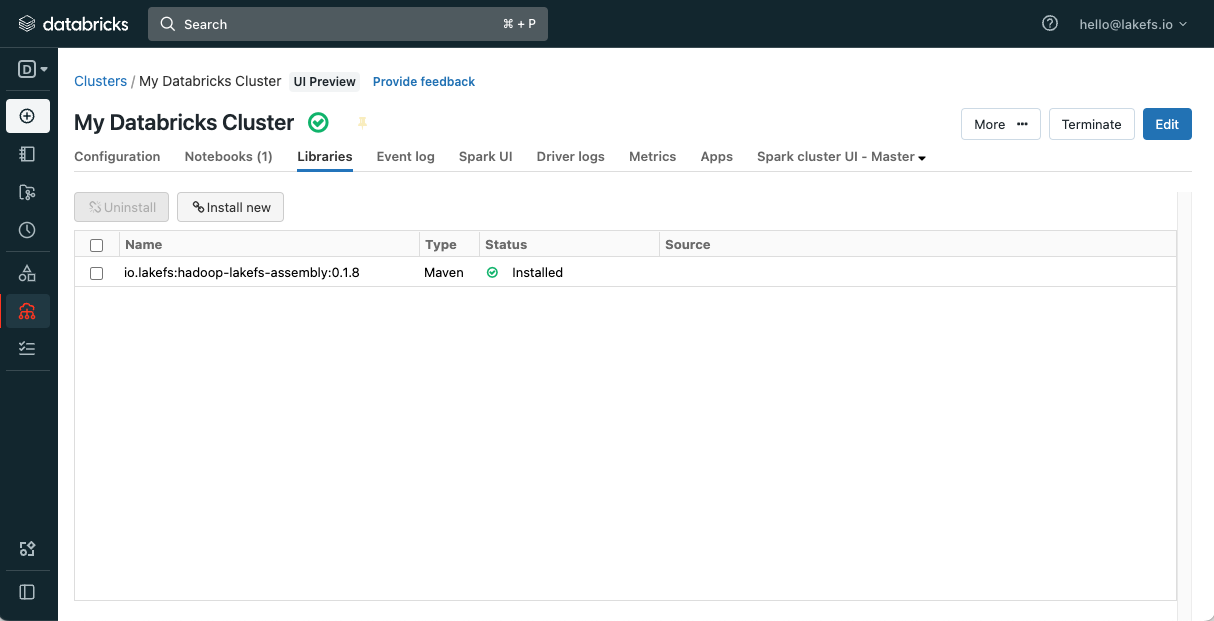 databricks Search ⌘ + P hello@lakefs.io
D
Clusters / My Databricks Cluster UI Preview Provide feedback
My Databricks Cluster More ••• Terminate Edit
Configuration Notebooks (1) Libraries Event log Spark UI Driver logs Metrics Apps Spark cluster UI - Master
Uninstall Install new
Name Type Status Source
io.lakefs:hadoop-lakefs-assembly:0.1.8 Maven Installed